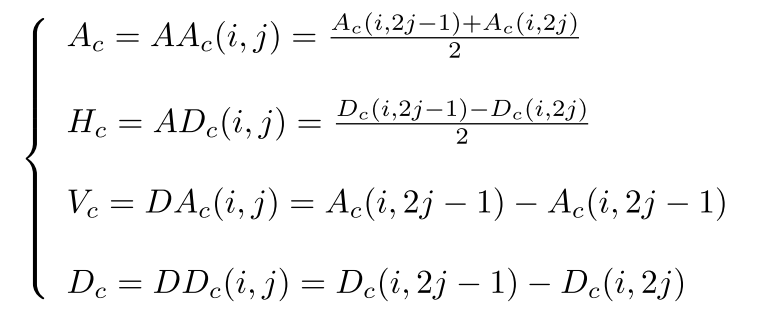 A_c = AA_c(i, j) = \frac{A_c(i,2j-1)+A_c(i,2j)}{2}
H_c = AD_c(i, j) = \frac{D_c(i,2j-1)-D_c(i,2j)}{2}
V_c = DA_c(i, j) = A_c(i, 2j - 1) - A_c(i, 2j - 1)
D_c = DD_c(i, j) = D_c(i, 2j - 1) - D_c(i, 2j)